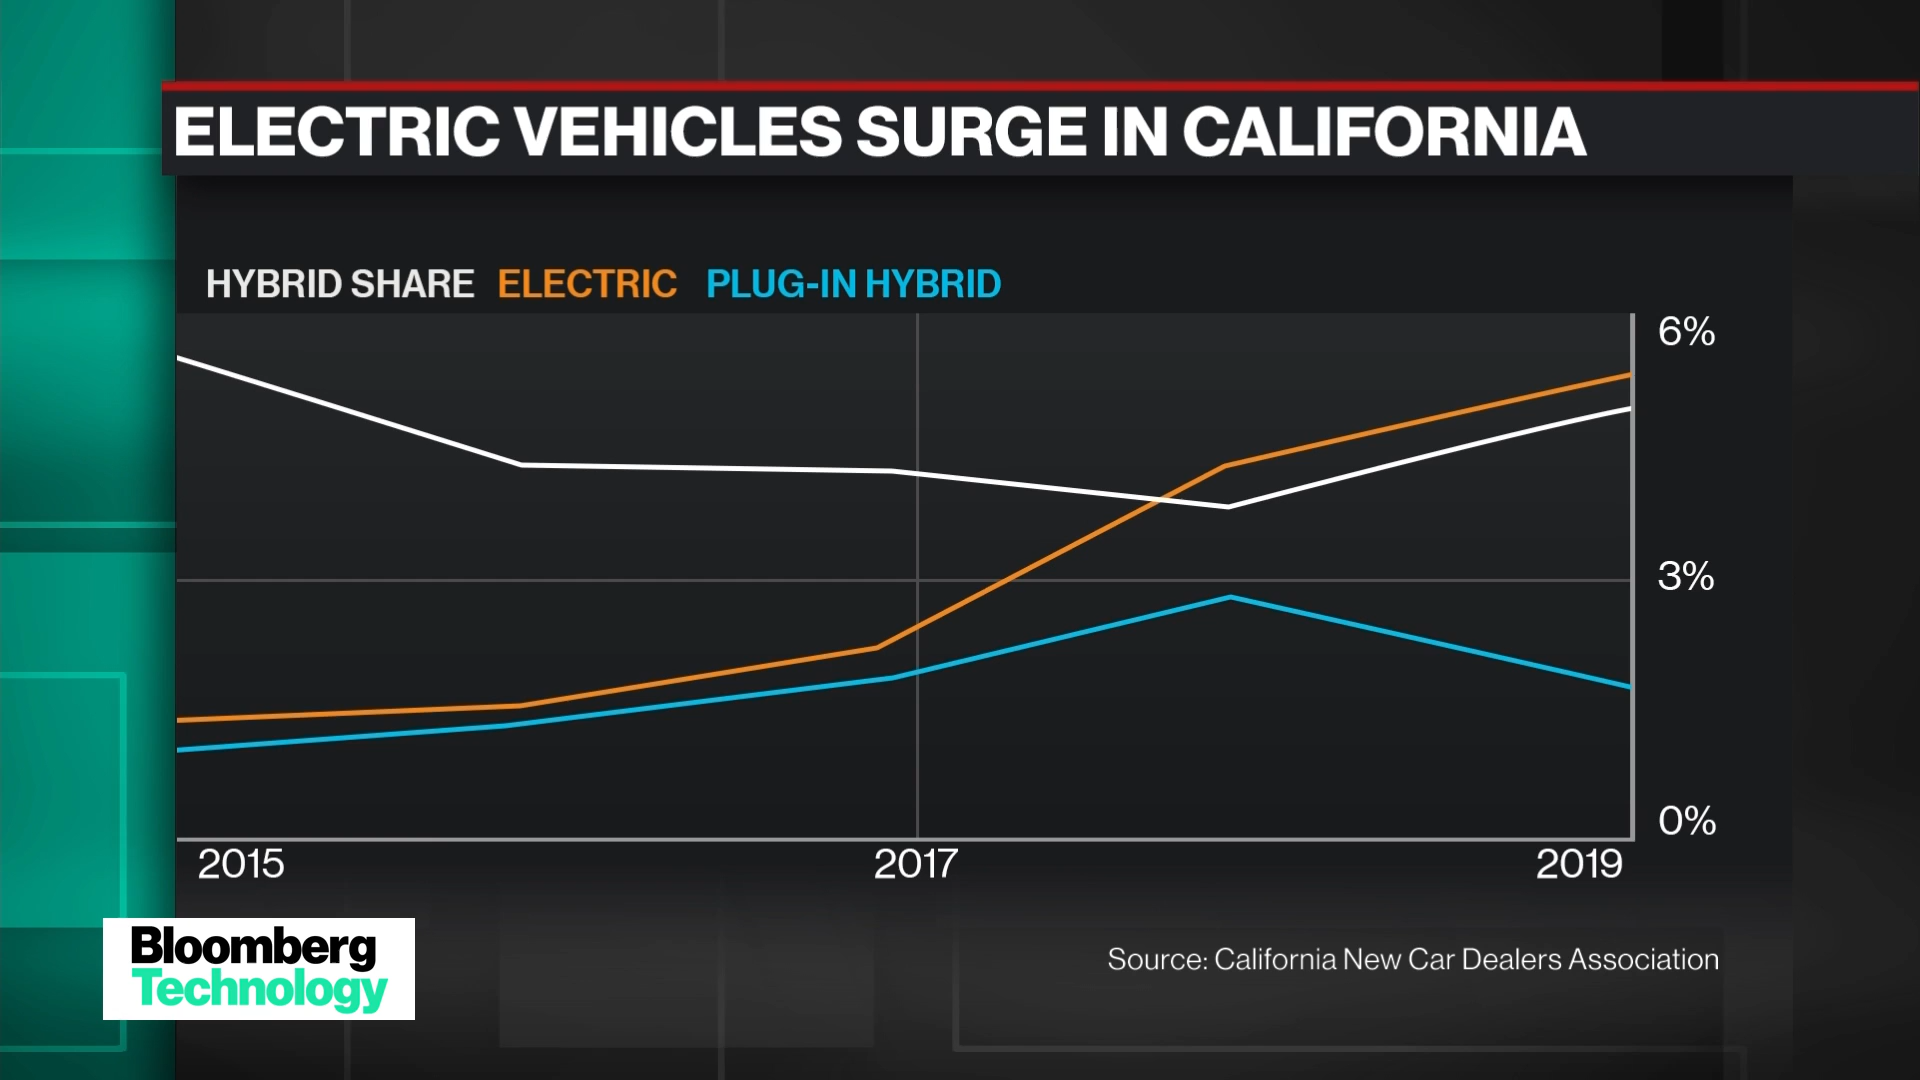 ELECTRIC VEHICLES SURGE IN CALIFORNIA
HYBRID SHARE ELECTRIC PLUG-IN HYBRID
6%
3%
0%
2015 2017 2019
Source: California New Car Dealers Association
Bloomberg
Technology